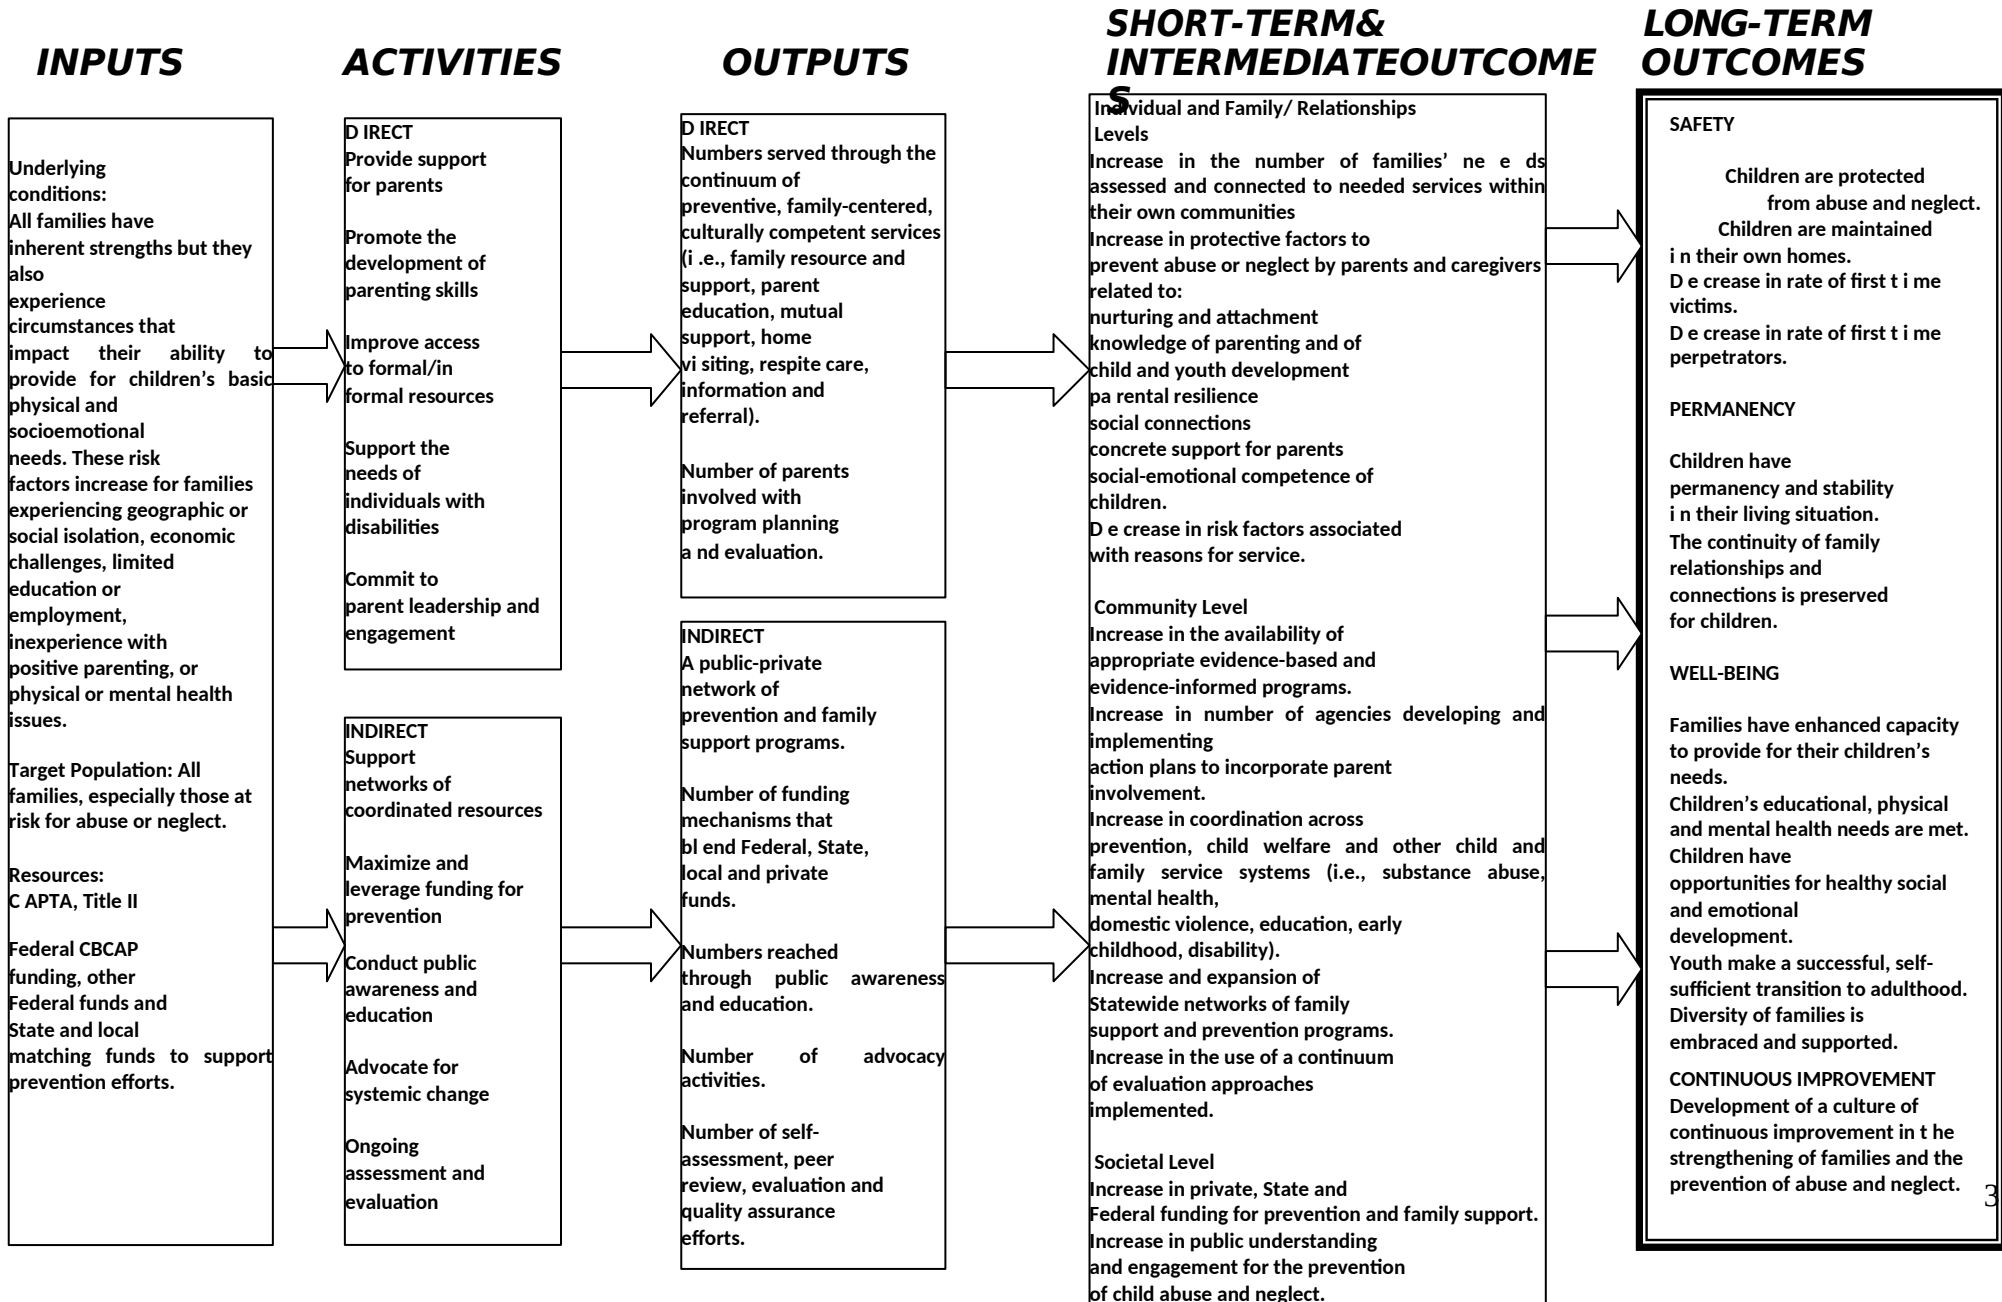 INPUTS
ACTIVITIES
OUTPUTS
SHORT-TERM&
INTERMEDIATEOUTCOME
S
LONG-TERM
OUTCOMES
Underlying
conditions:
All families have
inherent strengths but they
also
experience
circumstances that
impact their ability to
provide for children’s basic
physical and
socioemotional
needs. These risk
factors increase for families
experiencing geographic or
social isolation, economic
challenges, limited
education or
employment,
inexperience with
positive parenting, or
physical or mental health
issues.
Target Population: All
families, especially those at
risk for abuse or neglect.
Resources:
C APTA, Title II
Federal CBCAP
funding, other
Federal funds and
State and local
matching funds to support
prevention efforts.
D IRECT
Provide support
for parents
Promote the
development of
parenting skills
Improve access
to formal/in
formal resources
Support the
needs of
individuals with
disabilities
Commit to
parent leadership and
engagement
INDIRECT
Support
networks of
coordinated resources
Maximize and
leverage funding for
prevention
Conduct public
awareness and
education
Advocate for
systemic change
Ongoing
assessment and
evaluation
D IRECT
Numbers served through the
continuum of
preventive, family-centered,
culturally competent services
(i .e., family resource and
support, parent
education, mutual
support, home
vi siting, respite care,
information and
referral).
Number of parents
involved with
program planning
a nd evaluation.
INDIRECT
A public-private
network of
prevention and family
support programs.
Number of funding
mechanisms that
bl end Federal, State,
local and private
funds.
Numbers reached
through public awareness
and education.
Number of advocacy
activities.
Number of self-
assessment, peer
review, evaluation and
quality assurance
efforts.
Individual and Family/ Relationships
Levels
Increase in the number of families’ ne e ds
assessed and connected to needed services within
their own communities
Increase in protective factors to
prevent abuse or neglect by parents and caregivers
related to:
nurturing and attachment
knowledge of parenting and of
child and youth development
pa rental resilience
social connections
concrete support for parents
social-emotional competence of
children.
D e crease in risk factors associated
with reasons for service.
Community Level
Increase in the availability of
appropriate evidence-based and
evidence-informed programs.
Increase in number of agencies developing and
implementing
action plans to incorporate parent
involvement.
Increase in coordination across
prevention, child welfare and other child and
family service systems (i.e., substance abuse,
mental health,
domestic violence, education, early
childhood, disability).
Increase and expansion of
Statewide networks of family
support and prevention programs.
Increase in the use of a continuum
of evaluation approaches
implemented.
Societal Level
Increase in private, State and
Federal funding for prevention and family support.
Increase in public understanding
and engagement for the prevention
of child abuse and neglect.
SAFETY
Children are protected
from abuse and neglect.
Children are maintained
i n their own homes.
D e crease in rate of first t i me
victims.
D e crease in rate of first t i me
perpetrators.
PERMANENCY
Children have
permanency and stability
i n their living situation.
The continuity of family
relationships and
connections is preserved
for children.
WELL-BEING
Families have enhanced capacity
to provide for their children’s
needs.
Children’s educational, physical
and mental health needs are met.
Children have
opportunities for healthy social
and emotional
development.
Youth make a successful, self-
sufficient transition to adulthood.
Diversity of families is
embraced and supported.
CONTINUOUS IMPROVEMENT
Development of a culture of
continuous improvement in t he
strengthening of families and the
prevention of abuse and neglect.
3